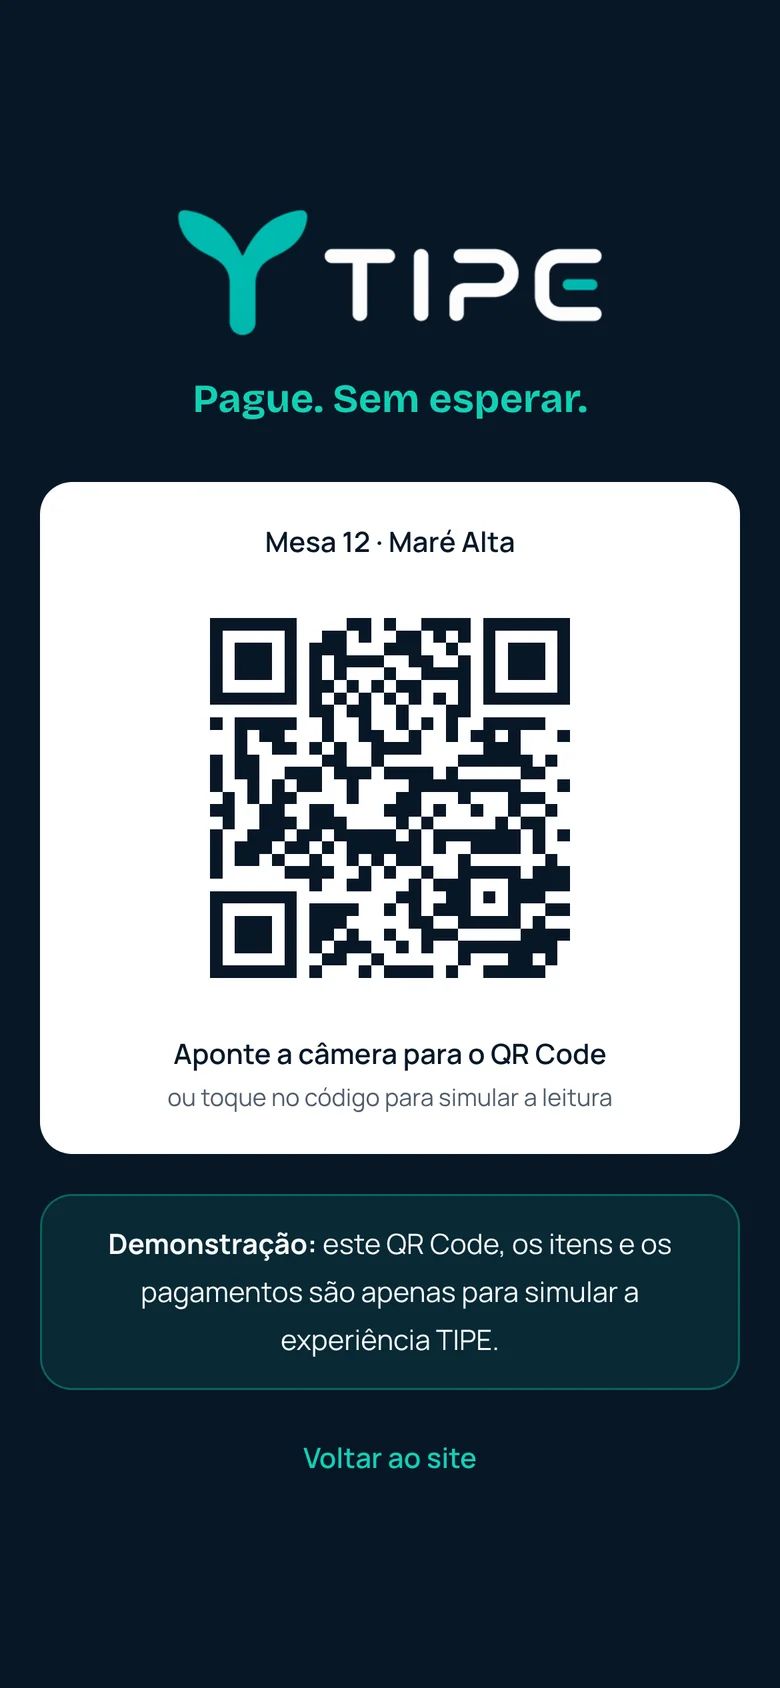 TIPE
Pague. Sem esperar.
Mesa 12 · Maré Alta
Aponte a câmera para o QR Code
ou toque no código para simular a leitura
Demonstração: este QR Code, os itens e os
pagamentos são apenas para simular a
experiência TIPE.
Voltar ao site